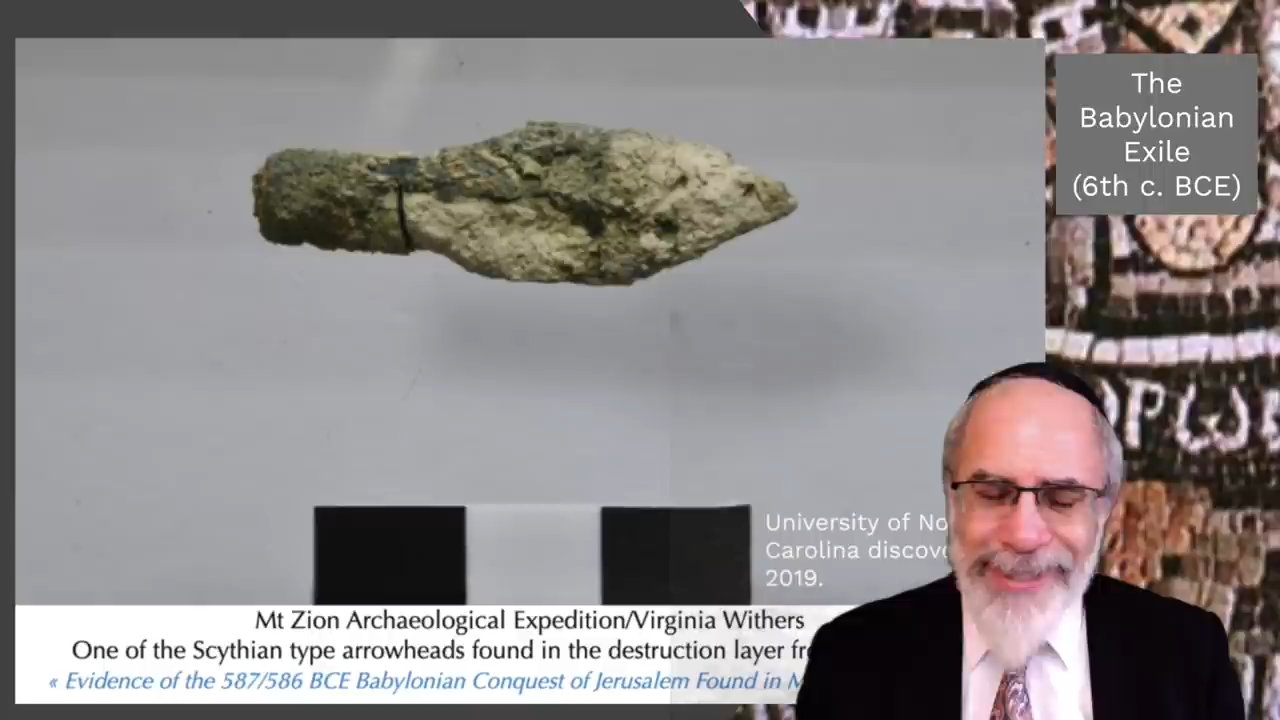 The
Babylonian
Exile
(6th c. BCE)
University of No
Carolina discov
2019.
Mt Zion Archaeological Expedition/Virginia Withers
One of the Scythian type arrowheads found in the destruction layer
« Evidence of the 587/586 BCE Babylonian Conquest of Jerusalem Found in
ΟΡω